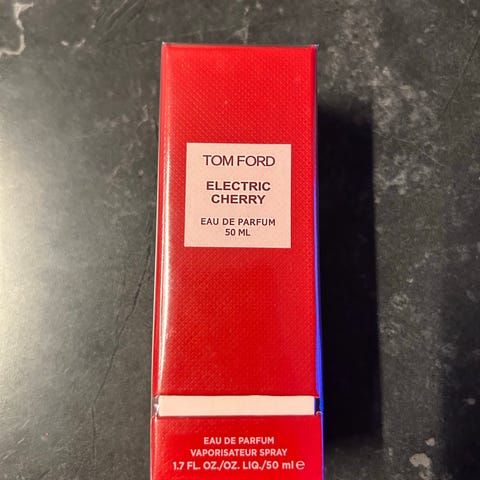 TOM FORD
ELECTRIC
CHERRY
EAU DE PARFUM
50 ML
EAU DE PARFUM
VAPORISATEUR SPRAY
1.7 FL. OZ./OZ. LIQ./50 ml ℮